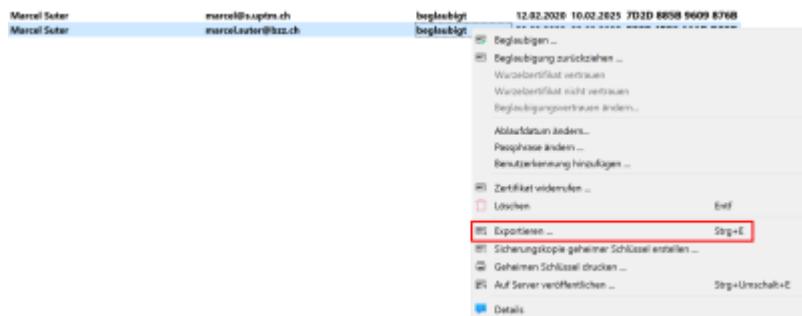 Marcel Suter marcel@s.uptm.ch beglaubigt 12.02.2020 10.02.2025 7D2D 885B 9609 876B
Marcel Suter marcel.suter@bzz.ch beglaubigt
Beglaubigen ...
Beglaubigung zurückziehen ...
Wurzelzertifikat vertrauen
Wurzelzertifikat nicht vertrauen
Beglaubigungsvertrauen ändern...
Ablaufdatum ändern...
Passphrase ändern ...
Benutzerkennung hinzufügen ...
Zertifikat widerrufen ...
Löschen Entf
Exportieren ... Strg+E
Sicherungskopie geheimer Schlüssel erstellen ...
Geheimen Schlüssel drucken ...
Auf Server veröffentlichen ... Strg+Umschalt+E
Details